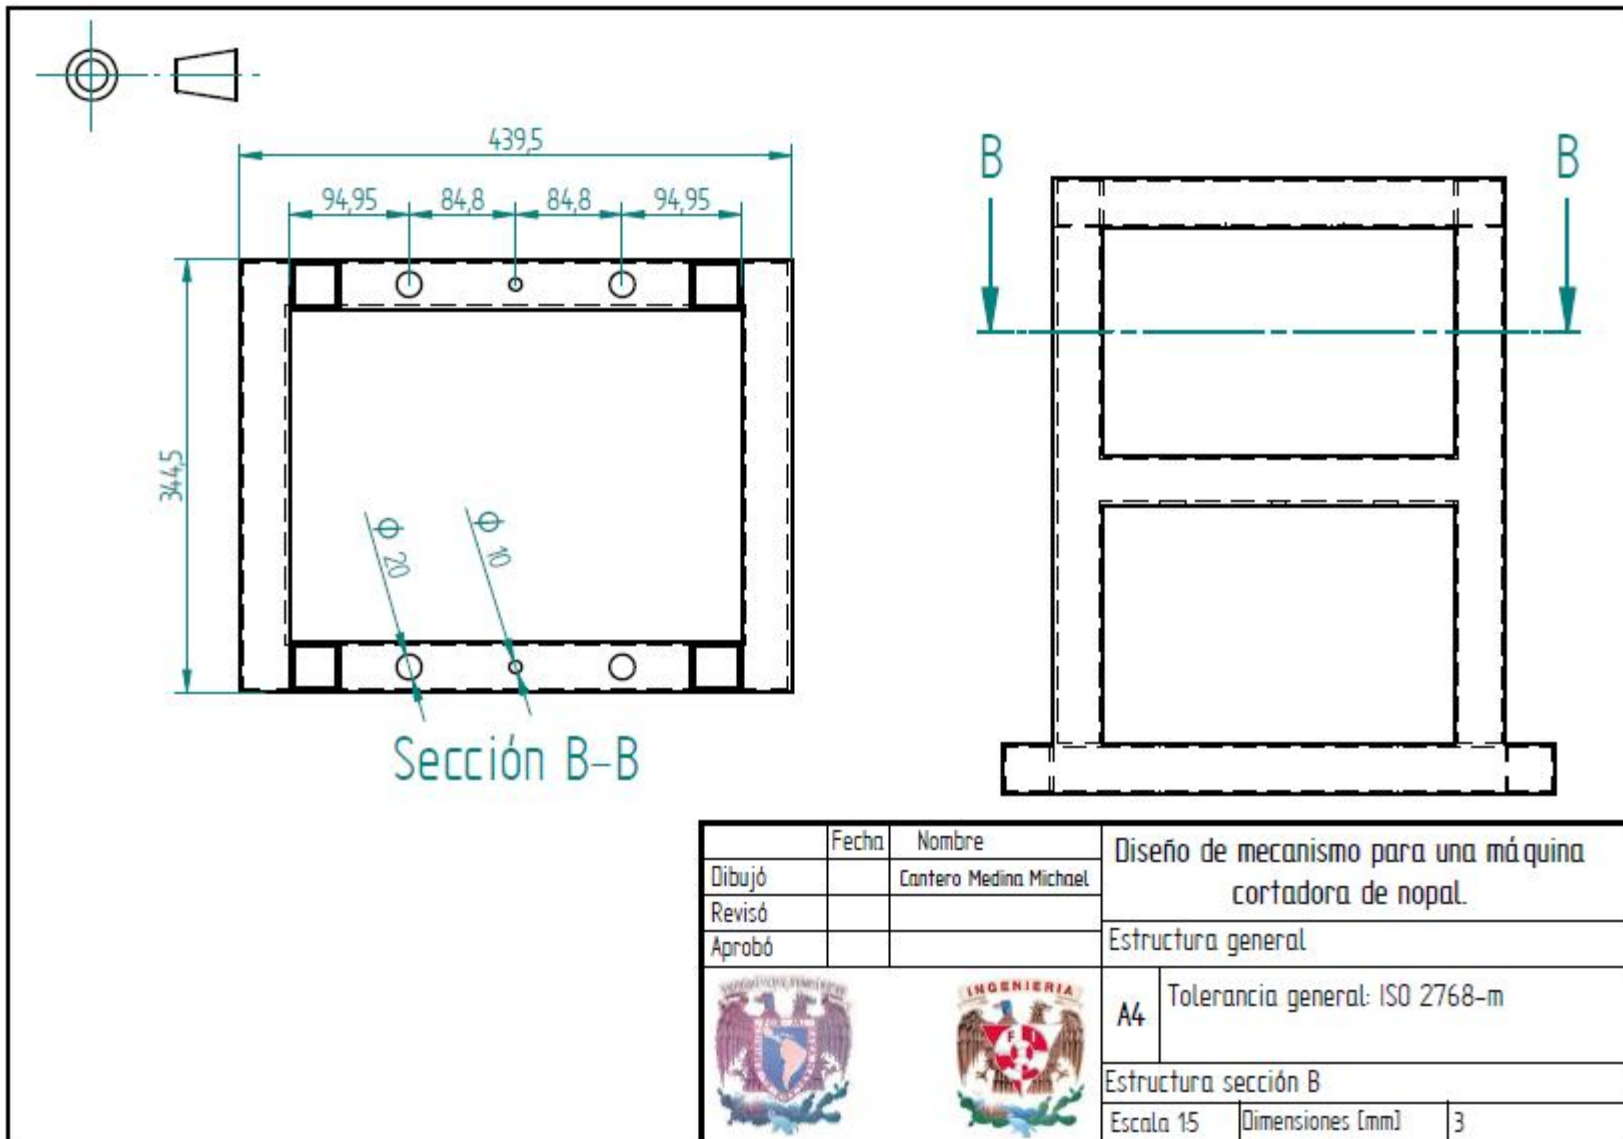 439,5
94,95 84,8 84,8 94,95
B B
344,5
Φ 20
Φ 10
Sección B-B
Fecha Nombre
Dibujó Cantero Medina Michael
Revisó
Aprobó
Diseño de mecanismo para una máquina
cortadora de nopal.
Estructura general
A4 Tolerancia general: ISO 2768-m
INGENIERIA
F I
Estructura sección B
Escala 1:5 Dimensiones [mm] 3